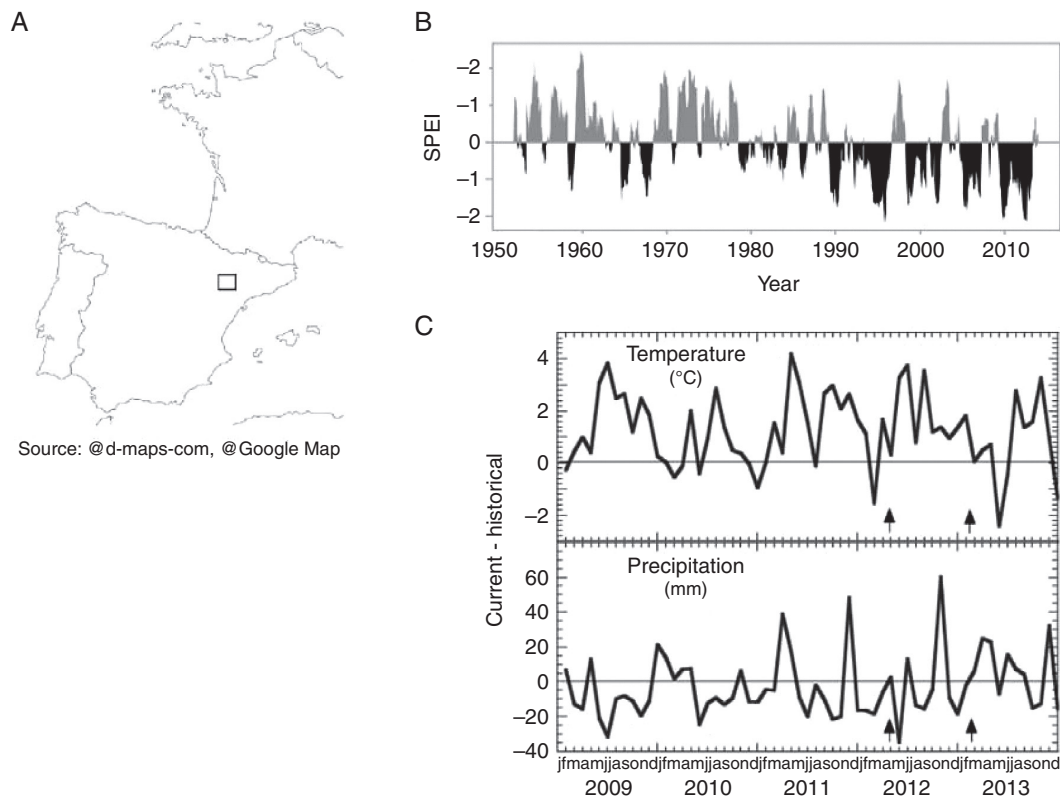 A
Source: @d-maps-com, @Google Map
B
SPEI
–2
–1
0
–1
–2
1950 1960 1970 1980 1990 2000 2010
Year
C
Current - historical
Temperature
(°C)
4
2
0
–2
Precipitation
(mm)
60
40
20
0
–20
–40
jfmamjjasondjfmamjjasondjfmamjjasondjfmamjjasondjfmamjjasond
2009 2010 2011 2012 2013